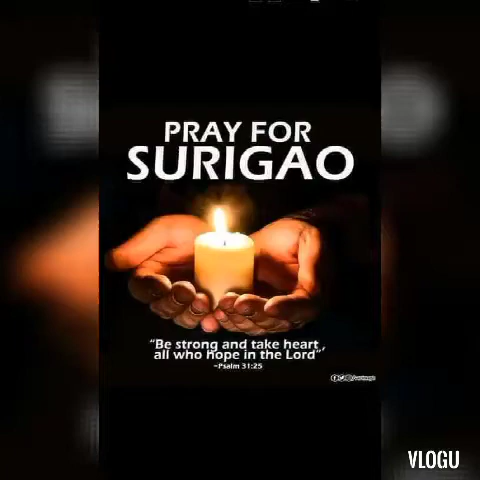 PRAY FOR
SURIGAO
"Be strong and take heart,
all who hope in the Lord"
-Psalm 31:25
VLOGU